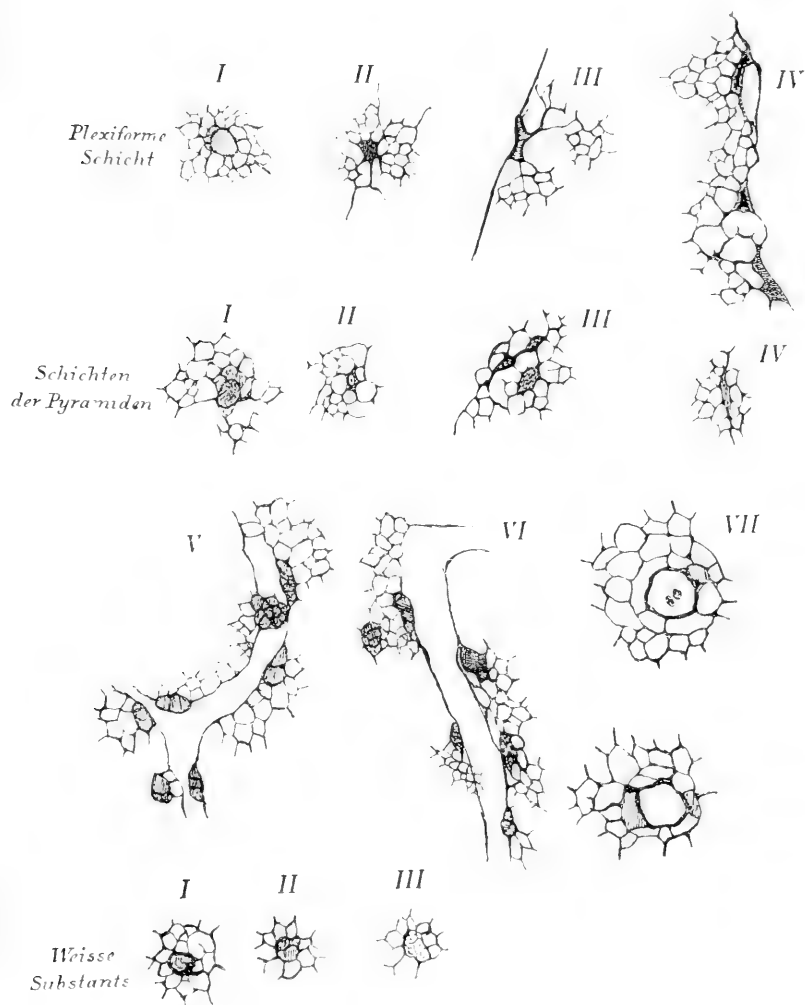 I II III IV
Plexiforme
Schicht
I II III IV
Schichten
der Pyramiden
V VI VII
I II III
Weisse
Substants